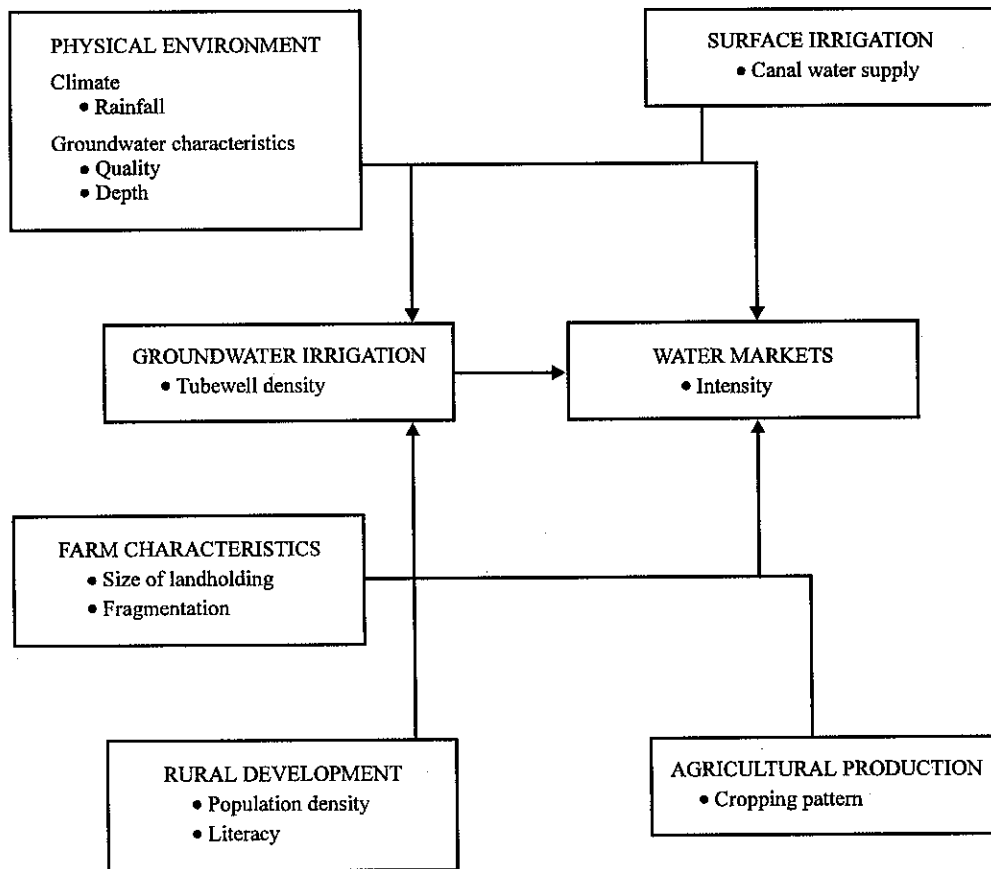 PHYSICAL ENVIRONMENT
Climate
• Rainfall
Groundwater characteristics
• Quality
• Depth
SURFACE IRRIGATION
• Canal water supply
GROUNDWATER IRRIGATION
• Tubewell density
WATER MARKETS
• Intensity
FARM CHARACTERISTICS
• Size of landholding
• Fragmentation
RURAL DEVELOPMENT
• Population density
• Literacy
AGRICULTURAL PRODUCTION
• Cropping pattern